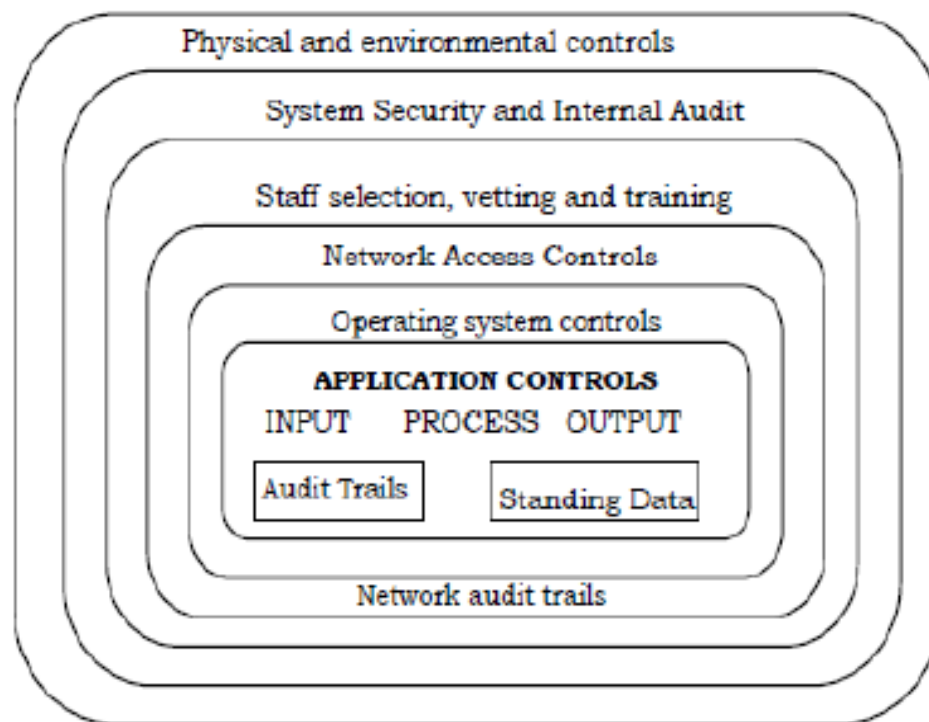 Physical and environmental controls
System Security and Internal Audit
Staff selection, vetting and training
Network Access Controls
Operating system controls
APPLICATION CONTROLS
INPUT PROCESS OUTPUT
Audit Trails Standing Data
Network audit trails